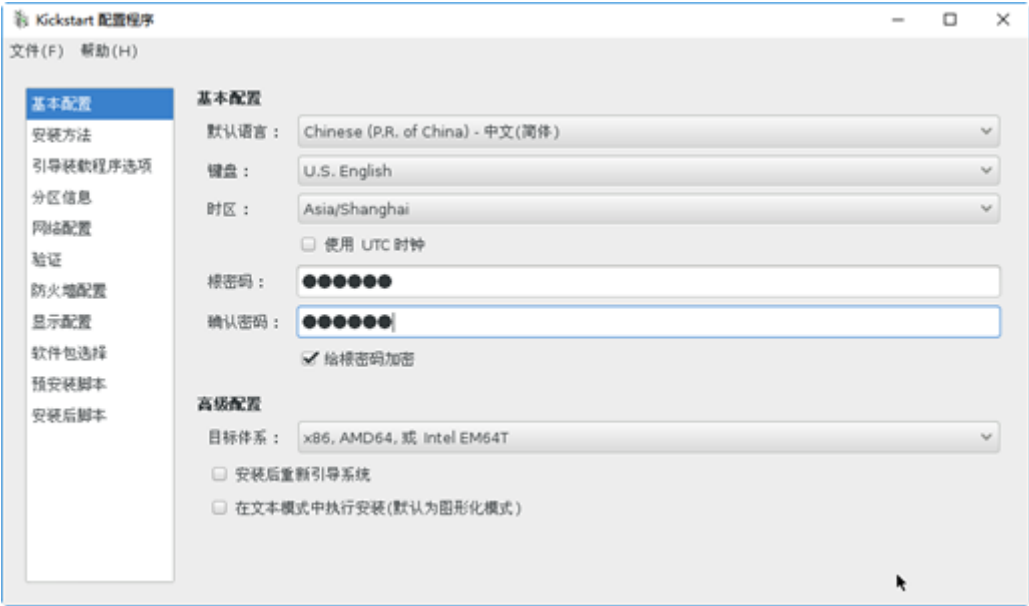 Kickstart 配置程序
文件(F) 帮助(H)
基本配置
安装方法
引导装载程序选项
分区信息
网络配置
验证
防火墙配置
显示配置
软件包选择
预安装脚本
安装后脚本
基本配置
默认语言： Chinese (P.R. of China) - 中文(简体)
键盘： U.S. English
时区： Asia/Shanghai
使用 UTC 时钟
根密码： ●●●●●●
确认密码： ●●●●●●
给根密码加密
高级配置
目标体系： x86, AMD64, 或 Intel EM64T
安装后重新引导系统
在文本模式中执行安装(默认为图形化模式)